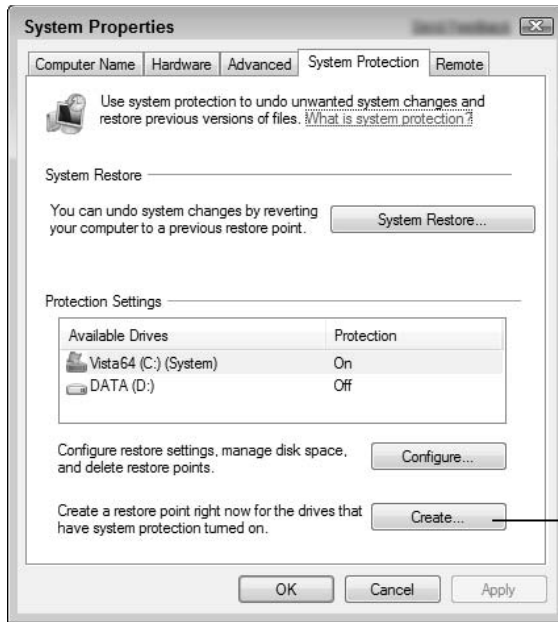 System Properties
Computer Name Hardware Advanced System Protection Remote
Use system protection to undo unwanted system changes and
restore previous versions of files. What is system protection?
System Restore
You can undo system changes by reverting
your computer to a previous restore point.
System Restore...
Protection Settings
Available Drives Protection
Vista64 (C:) (System) On
DATA (D:) Off
Configure restore settings, manage disk space,
and delete restore points.
Configure...
Create a restore point right now for the drives that
have system protection turned on.
Create...
OK Cancel Apply